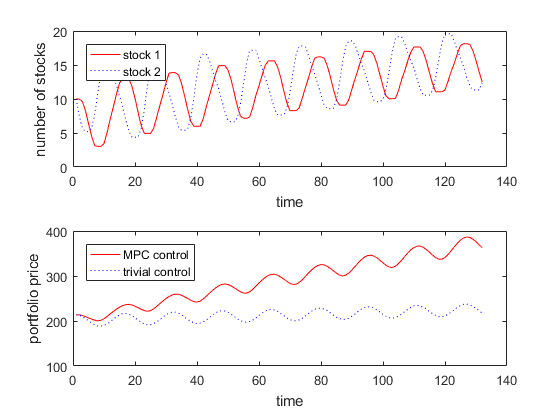 20
15
10
5
0
number of stocks
stock 1
stock 2
0 20 40 60 80 100 120 140
time
400
300
200
100
portfolio price
MPC control
trivial control
0 20 40 60 80 100 120 140
time